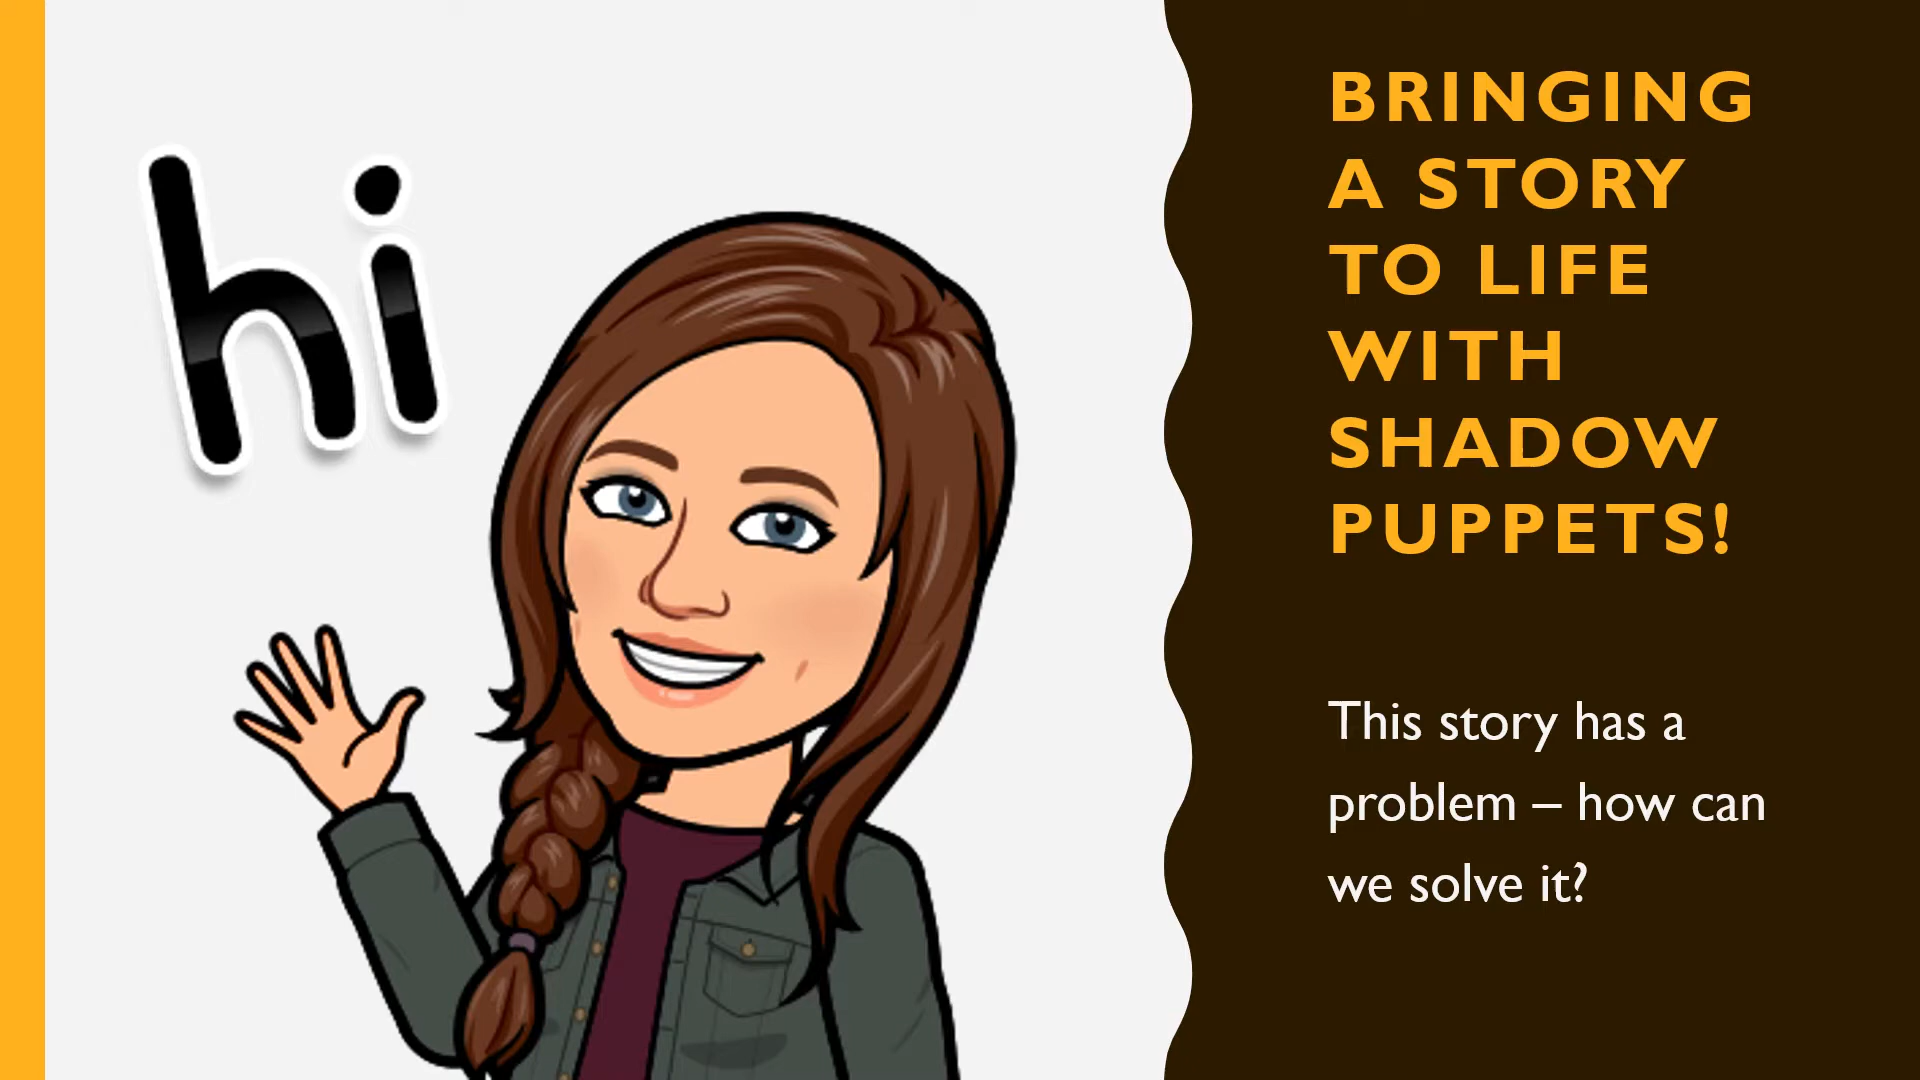 hi
BRINGING
A STORY
TO LIFE
WITH
SHADOW
PUPPETS!
This story has a
problem – how can
we solve it?